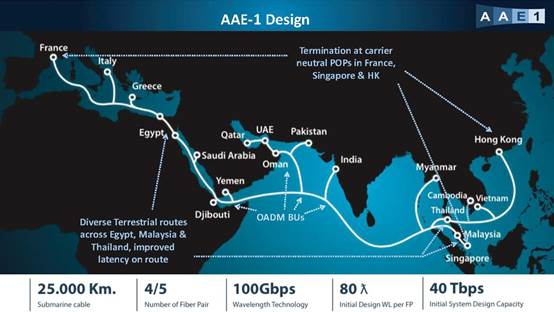 AAE-1 Design
A A E 1
France
Italy
Greece
Egypt
Termination at carrier
neutral POPs in France,
Singapore & HK
Qatar
UAE
Oman
Pakistan
India
Saudi Arabia
Yemen
Djibouti
OADM BUs
Hong Kong
Myanmar
Cambodia
Vietnam
Thailand
Malaysia
Singapore
Diverse Terrestrial routes
across Egypt, Malaysia &
Thailand, improved
latency on route
25.000 Km.
Submarine cable
4/5
Number of Fiber Pair
100Gbps
Wavelength Technology
80 λ
Initial Design WL per FP
40 Tbps
Initial System Design Capacity